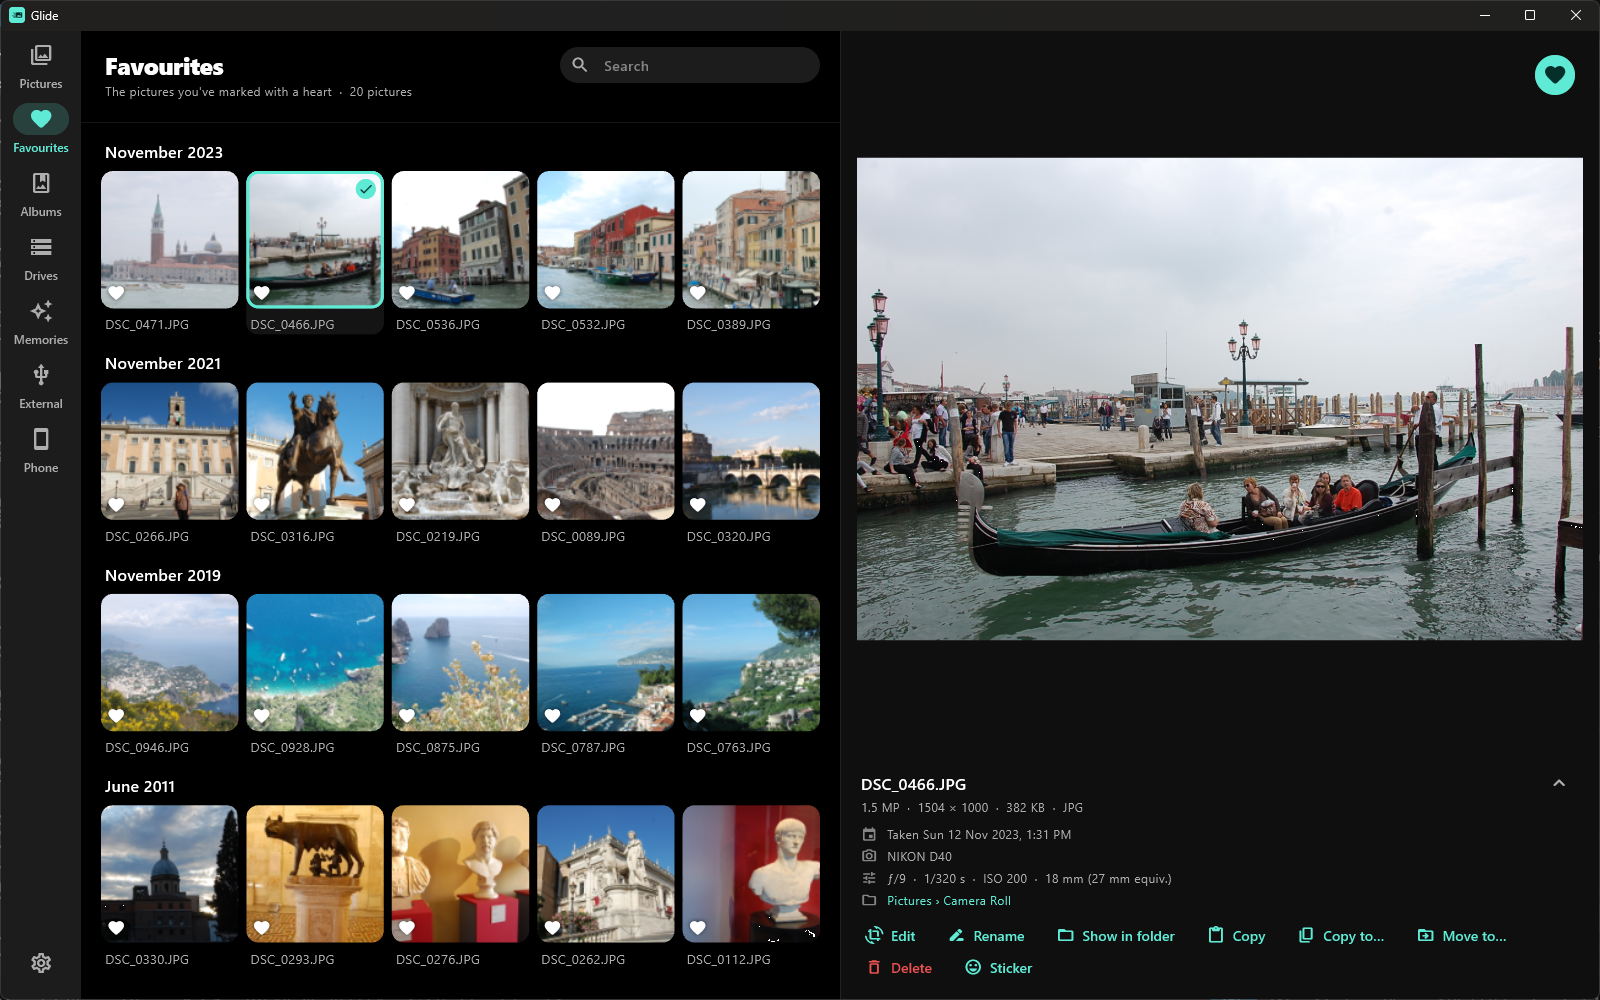 Glide
Pictures
Favourites
Albums
Drives
Memories
External
Phone
Favourites
The pictures you've marked with a heart · 20 pictures
Search
November 2023
DSC_0471.JPG
DSC_0466.JPG
DSC_0536.JPG
DSC_0532.JPG
DSC_0389.JPG
November 2021
DSC_0266.JPG
DSC_0316.JPG
DSC_0219.JPG
DSC_0089.JPG
DSC_0320.JPG
November 2019
DSC_0946.JPG
DSC_0928.JPG
DSC_0875.JPG
DSC_0787.JPG
DSC_0763.JPG
June 2011
DSC_0330.JPG
DSC_0293.JPG
DSC_0276.JPG
DSC_0262.JPG
DSC_0112.JPG
DSC_0466.JPG
1.5 MP · 1504 × 1000 · 382 KB · JPG
Taken Sun 12 Nov 2023, 1:31 PM
NIKON D40
ƒ/9 · 1/320 s · ISO 200 · 18 mm (27 mm equiv.)
Pictures › Camera Roll
Edit
Rename
Show in folder
Copy
Copy to...
Move to...
Delete
Sticker